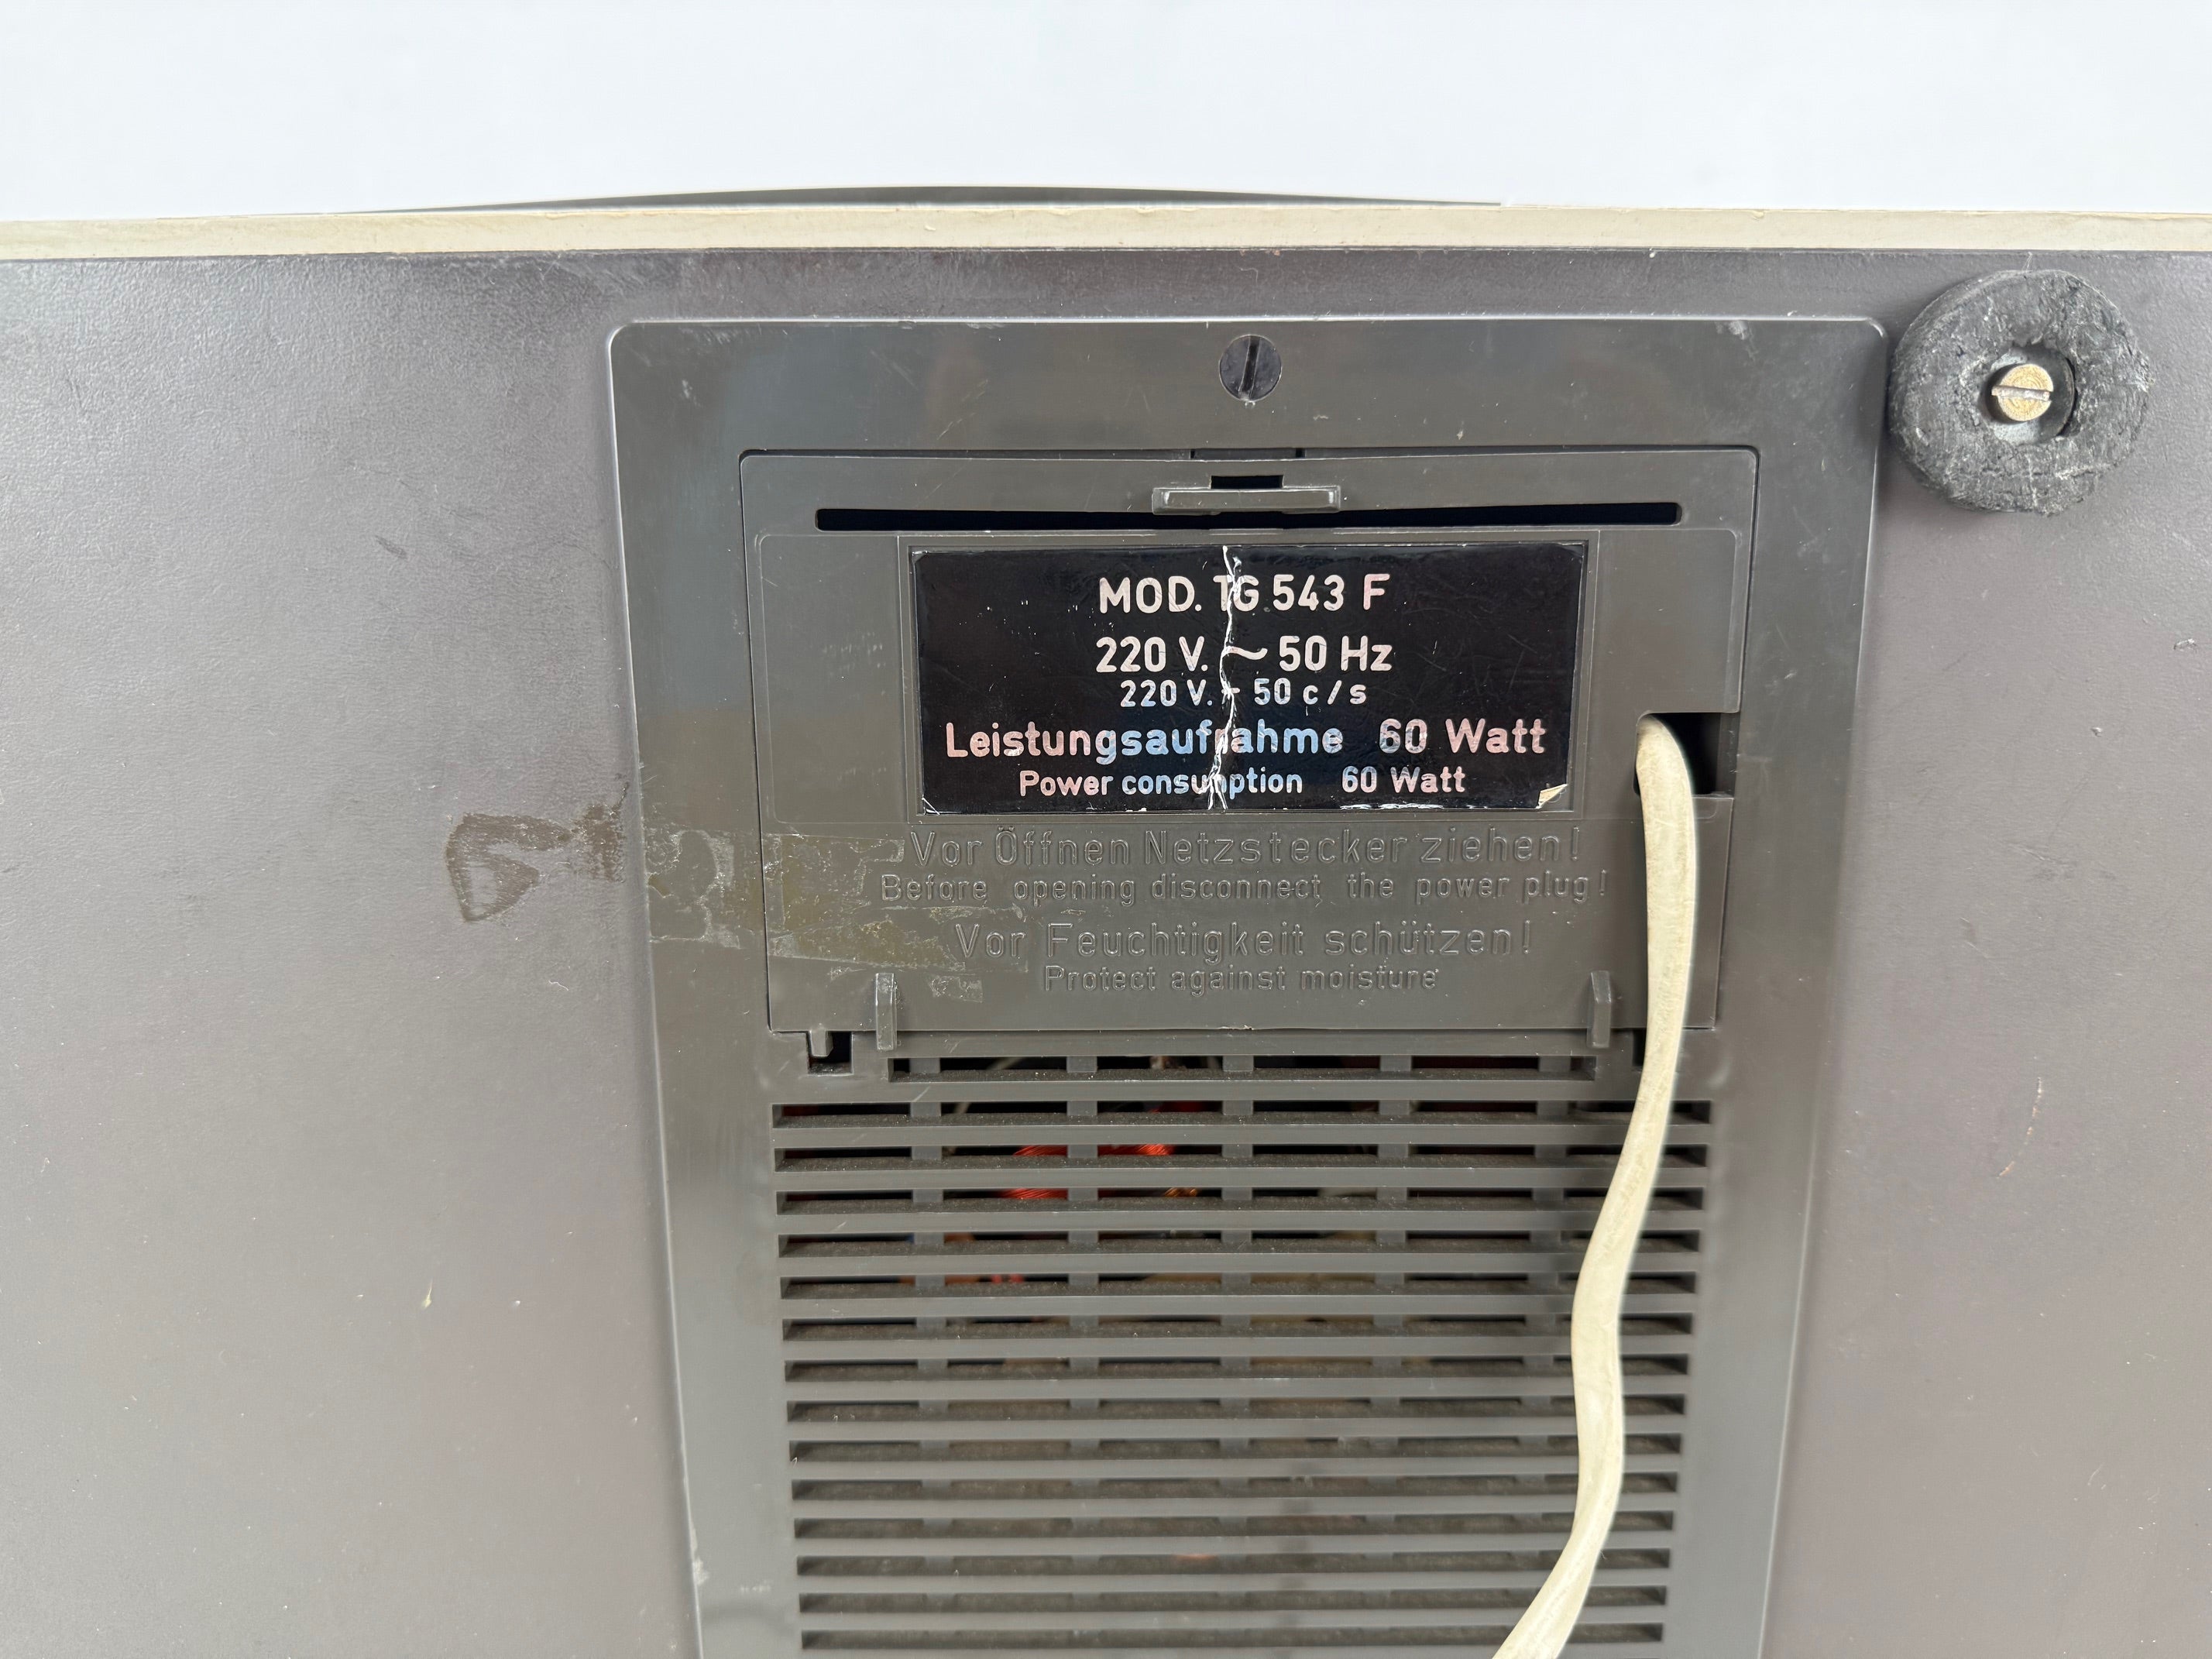 MOD. TG 543 F
220 V. ~ 50 Hz
220 V. ~ 50 c/s
Leistungsaufnahme 60 Watt
Power consumption 60 Watt
Vor Öffnen Netzstecker ziehen!
Before opening disconnect the power plug!
Vor Feuchtigkeit schützen!
Protect against moisture